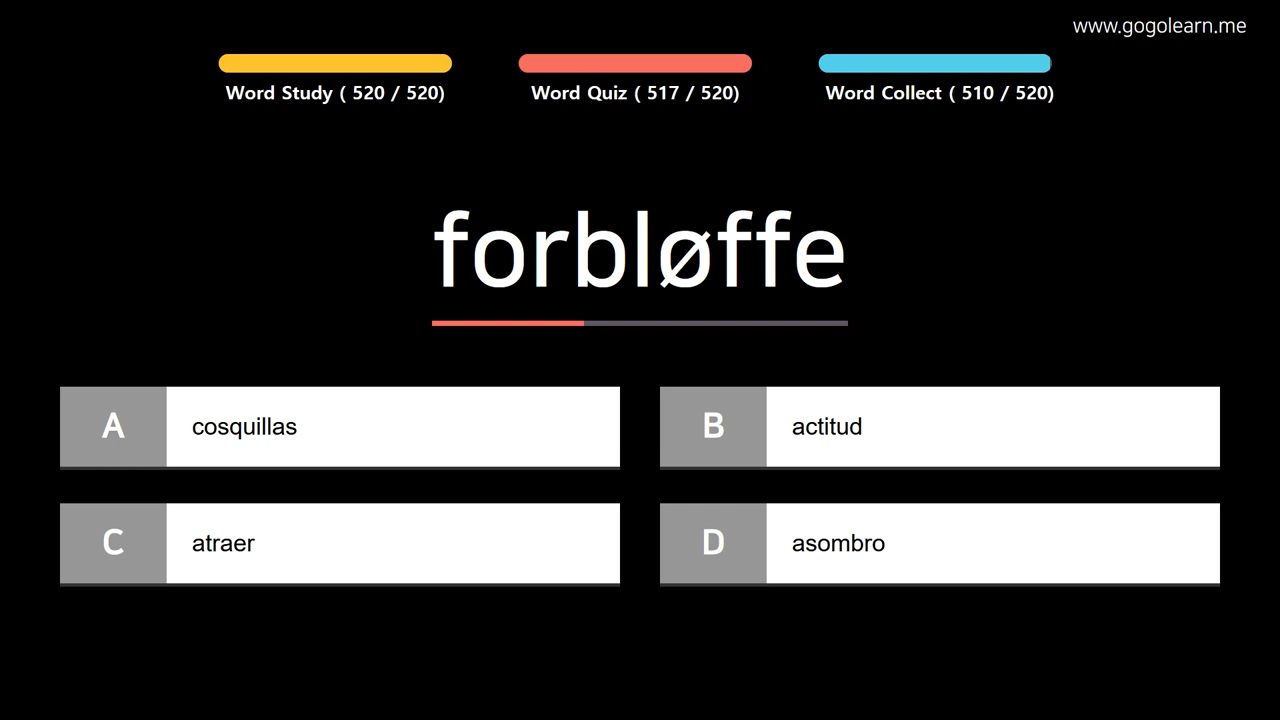 www.gogolearn.me
Word Study ( 520 / 520)
Word Quiz ( 517 / 520)
Word Collect ( 510 / 520)
forbløffe
A
cosquillas
B
actitud
C
atraer
D
asombro